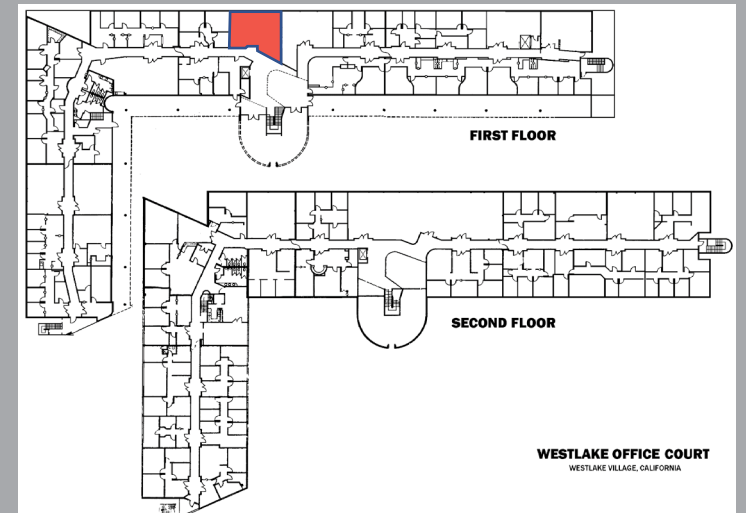 FIRST FLOOR
SECOND FLOOR
WESTLAKE OFFICE COURT
WESTLAKE VILLAGE, CALIFORNIA